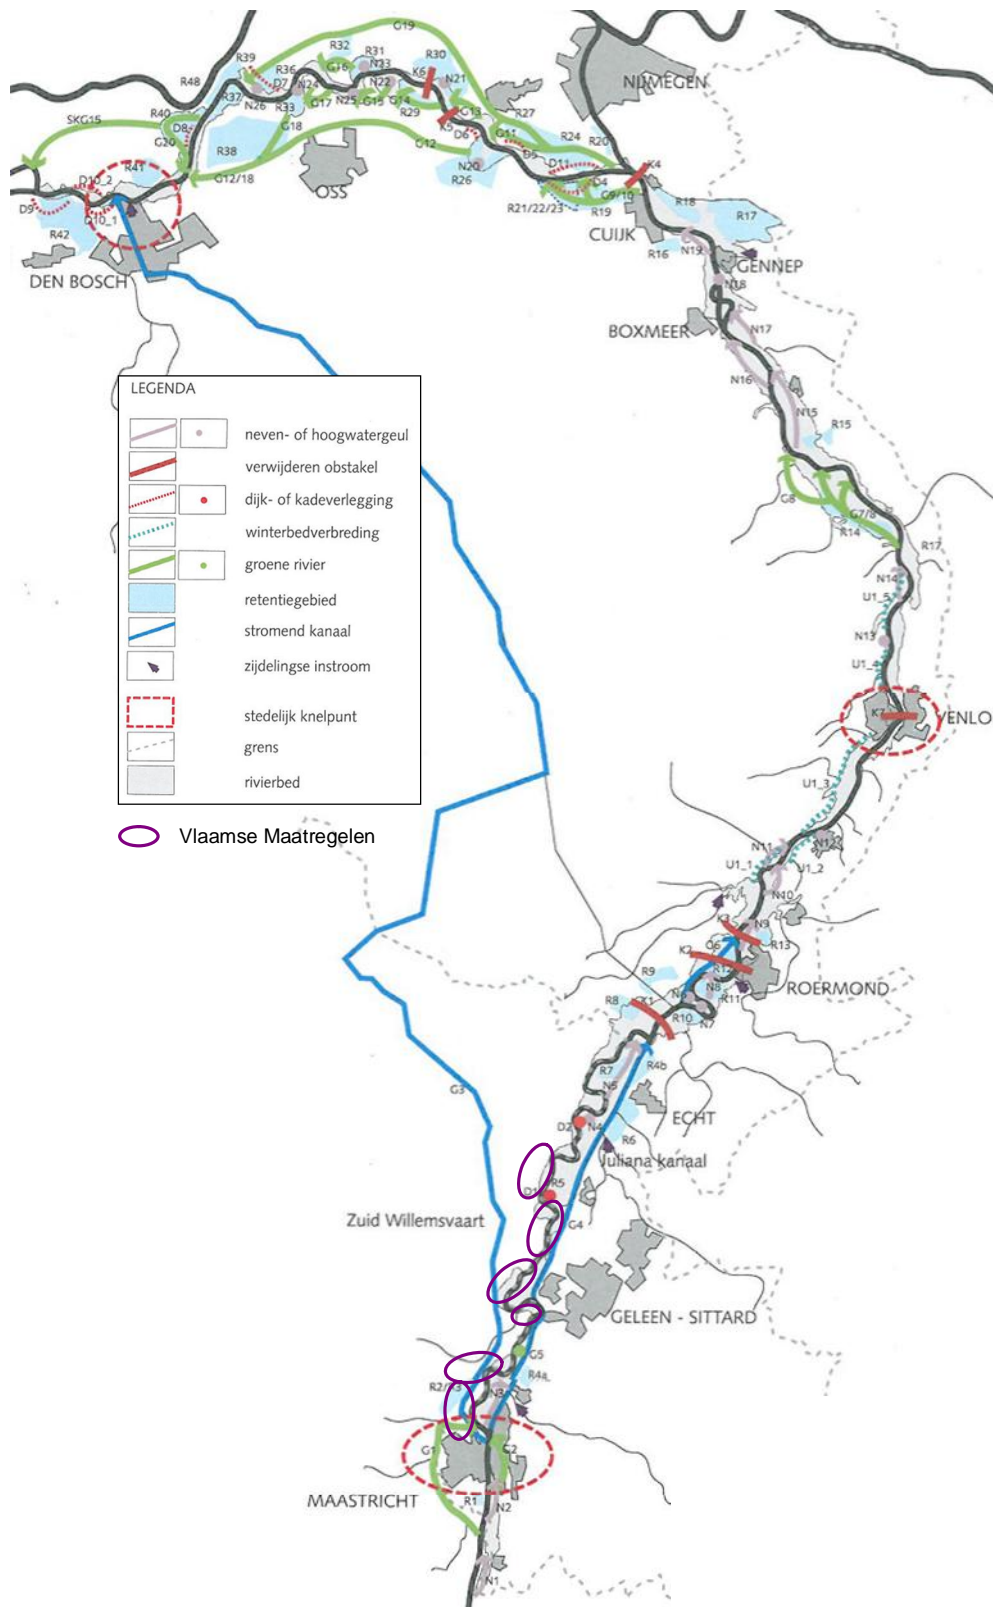 G19
R32
R39
R31
R36
G16
N23
R30
D7
N24
K6
N21
NIJMEGEN
R48
N22
R37
N26
R33
G17
N25
G15
G14
SKG15
R40
R29
G13
R27
D8
G18
K5
D6
G11
R24
R20
G20
G12
D5
R38
D11
K4
R41
N20
G12/18
R26
D4
D10_2
OSS
G9/10
R18
D9
R21/22/23
R19
R17
D10_1
CUIJK
R42
R16
N19
GENNEP
DEN BOSCH
N18
BOXMEER
N17
N16
LEGENDA
N15
R15
neven- of hoogwatergeul
verwijderen obstakel
dijk- of kadeverlegging
G8
G7/8
winterbedverbreding
R14
R17
groene rivier
N14
retentiegebied
U1_5
stromend kanaal
N13
zijdelingse instroom
U1_4
stedelijk knelpunt
K7
VENLO
grens
rivierbed
U1_3
Vlaamse Maatregelen
N11
N12
U1_1
U1_2
N10
K3
N9
K2
O6
R13
R9
R12
ROERMOND
N8
R8
K1
N6
R11
R10
N7
R7
R4b
G3
N5
ECHT
D2
N4
R6
Juliana kanaal
D1
R5
Zuid Willemsvaart
G4
GELEEN - SITTARD
G5
R4a
R2/R3
N3
G1
G2
MAASTRICHT
R1
N2
N1